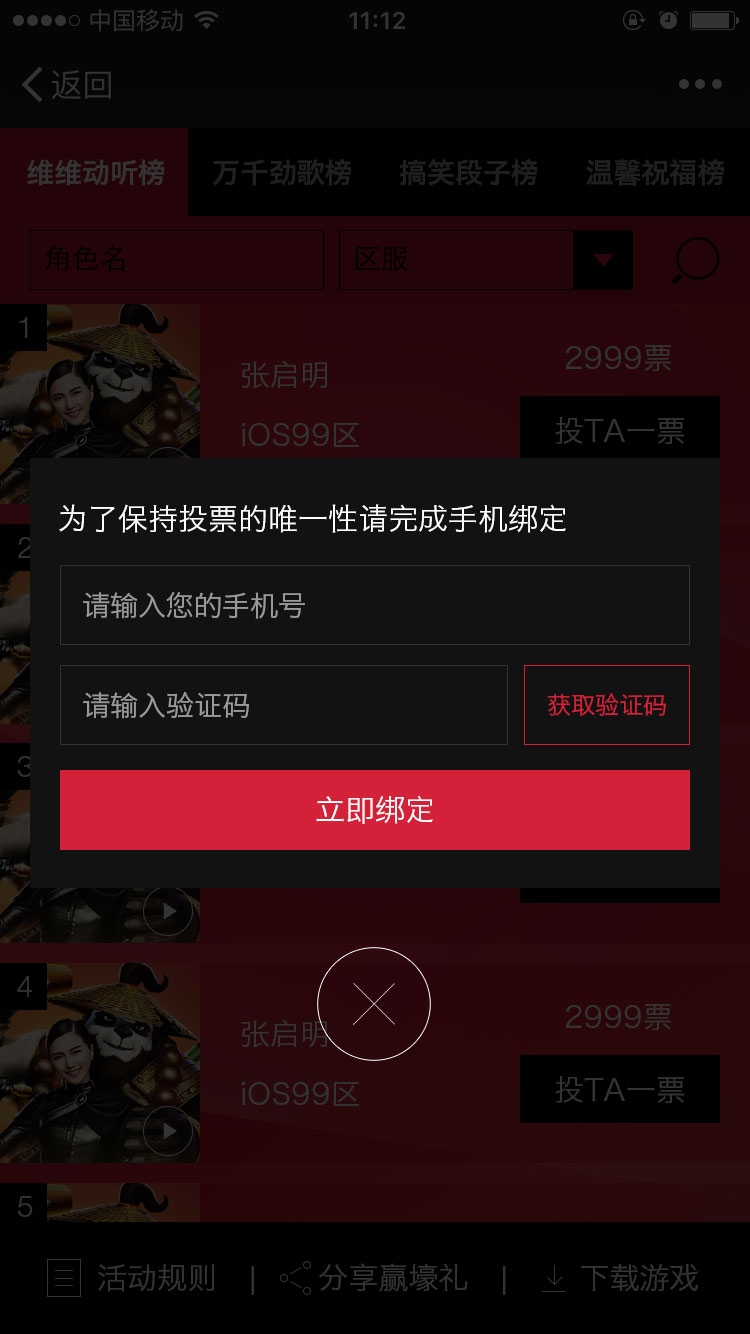 中国移动
11:12
返回
维维动听榜 万千劲歌榜 搞笑段子榜 温馨祝福榜
角色名 区服
1
张启明
2999票
iOS99区
投TA一票
2
为了保持投票的唯一性请完成手机绑定
请输入您的手机号
请输入验证码 获取验证码
3
立即绑定
4
张启明
2999票
iOS99区
投TA一票
5
活动规则 | 分享赢壕礼 | 下载游戏